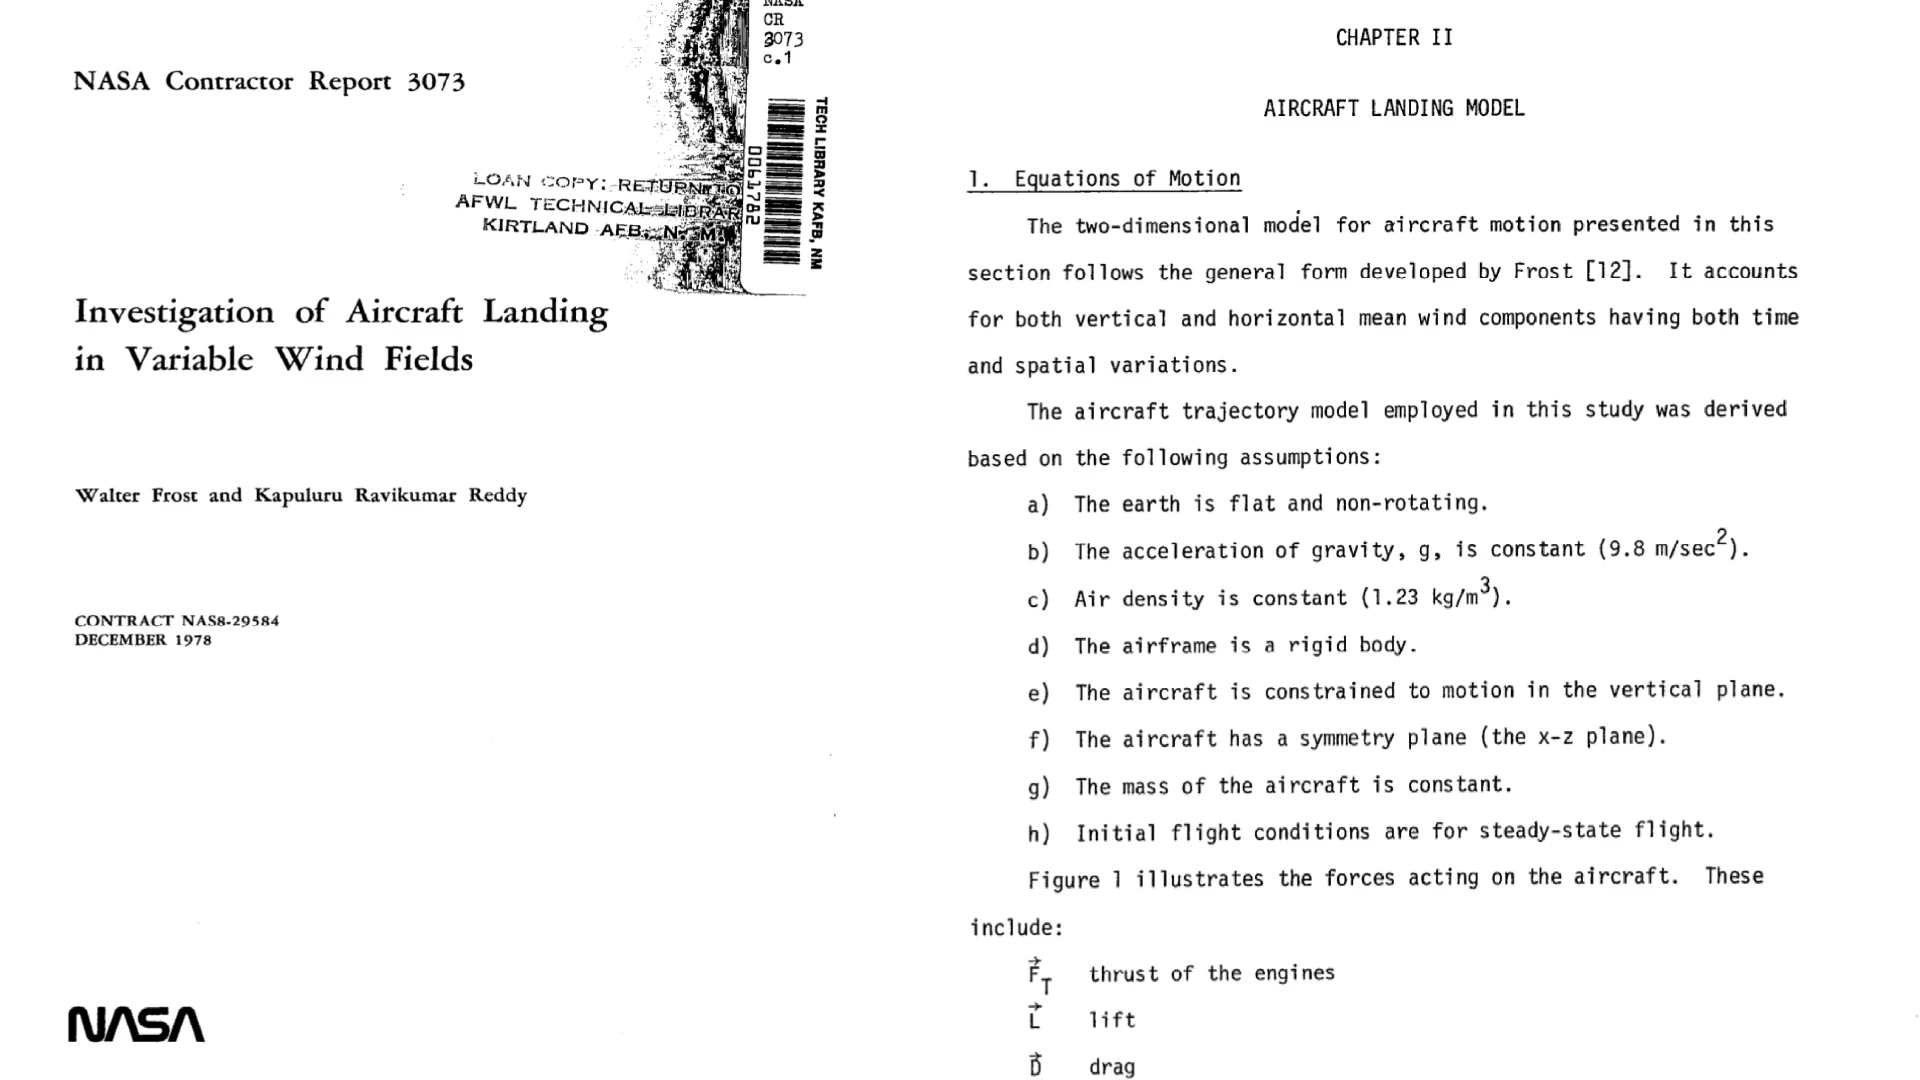 NASA
CR
3073
c.1
NASA Contractor Report 3073
TECH LIBRARY KAFB, NM
0061782
LOAN COPY: RETURN TO
AFWL TECHNICAL LIBRAR
KIRTLAND AFB, N. M.
Investigation of Aircraft Landing
in Variable Wind Fields
Walter Frost and Kapuluru Ravikumar Reddy
CONTRACT NAS8-29584
DECEMBER 1978
NASA
CHAPTER II
AIRCRAFT LANDING MODEL
1. Equations of Motion
The two-dimensional model for aircraft motion presented in this
section follows the general form developed by Frost [12]. It accounts
for both vertical and horizontal mean wind components having both time
and spatial variations.
The aircraft trajectory model employed in this study was derived
based on the following assumptions:
a) The earth is flat and non-rotating.
b) The acceleration of gravity, g, is constant (9.8 m/sec²).
c) Air density is constant (1.23 kg/m³).
d) The airframe is a rigid body.
e) The aircraft is constrained to motion in the vertical plane.
f) The aircraft has a symmetry plane (the x-z plane).
g) The mass of the aircraft is constant.
h) Initial flight conditions are for steady-state flight.
Figure 1 illustrates the forces acting on the aircraft. These
include:
F⃗T thrust of the engines
L⃗ lift
D⃗ drag